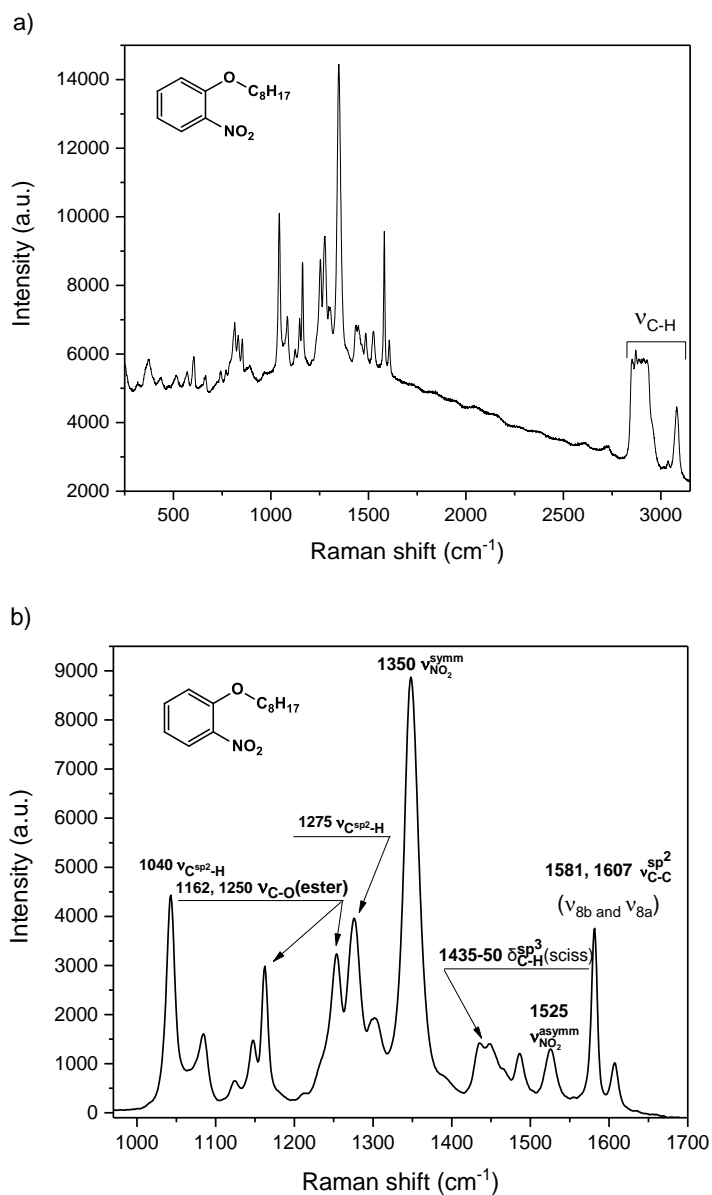 a)
14000
12000
10000
8000
6000
4000
2000
Intensity (a.u.)
O
C8H17
NO2
νC-H
500 1000 1500 2000 2500 3000
Raman shift (cm-1)
b)
9000
8000
7000
6000
5000
4000
3000
2000
1000
0
Intensity (a.u.)
O
C8H17
NO2
1350 νNO2symm
1275 νCsp2-H
1040 νCsp2-H
1162, 1250 νC-O(ester)
1581, 1607 νC-Csp2
(ν8b and ν8a)
1435-50 δC-Hsp3(sciss)
1525
νNO2asymm
1000 1100 1200 1300 1400 1500 1600 1700
Raman shift (cm-1)